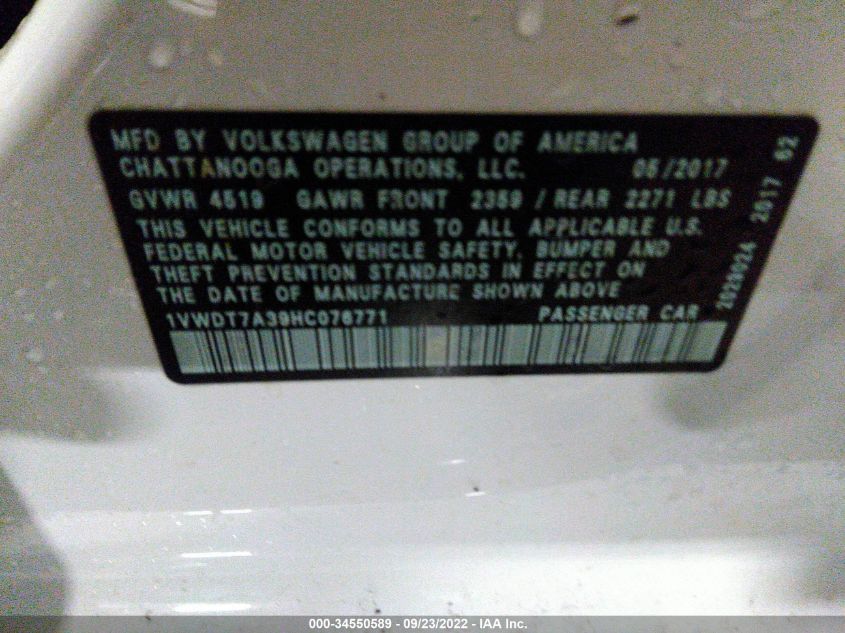 MFD BY VOLKSWAGEN GROUP OF AMERICA
CHATTANOOGA OPERATIONS, LLC. 05/2017
GVWR 4519 GAWR FRONT 2359 / REAR 2271 LBS
THIS VEHICLE CONFORMS TO ALL APPLICABLE U.S.
FEDERAL MOTOR VEHICLE SAFETY, BUMPER AND
THEFT PREVENTION STANDARDS IN EFFECT ON
THE DATE OF MANUFACTURE SHOWN ABOVE
1VWDT7A39HC076771 PASSENGER CAR
2017 62
000-34550589 - 09/23/2022 - IAA Inc.